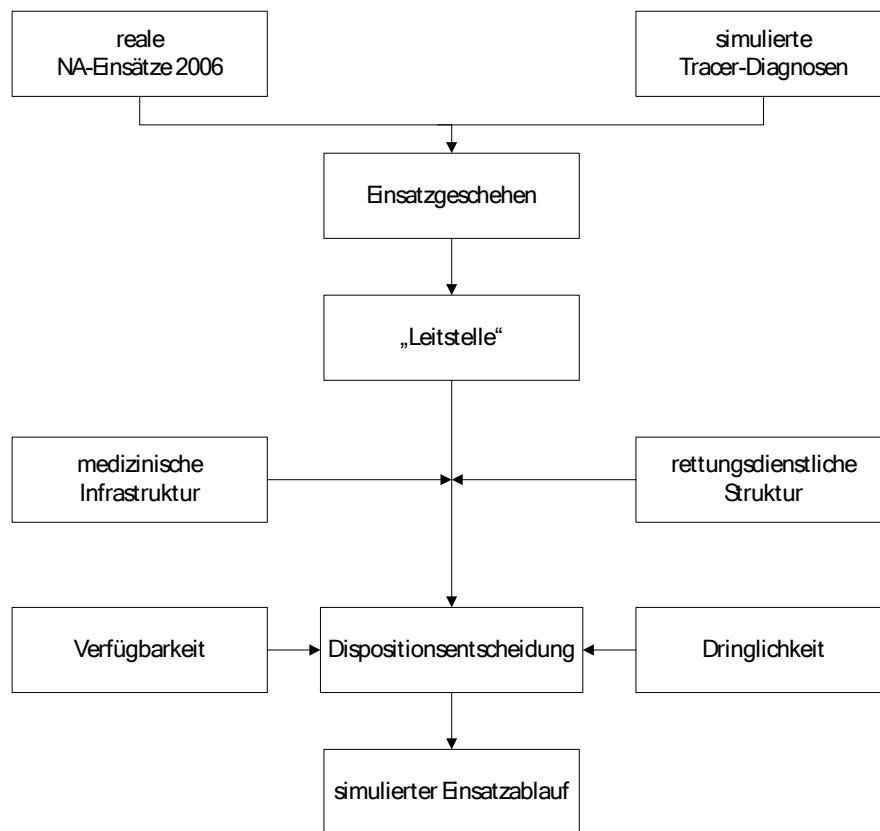 reale
NA-Einsätze 2006
simulierte
Tracer-Diagnosen
Einsatzgeschehen
„Leitstelle“
medizinische
Infrastruktur
rettungsdienstliche
Struktur
Verfügbarkeit
Dispositionsentscheidung
Dringlichkeit
simulierter Einsatzablauf